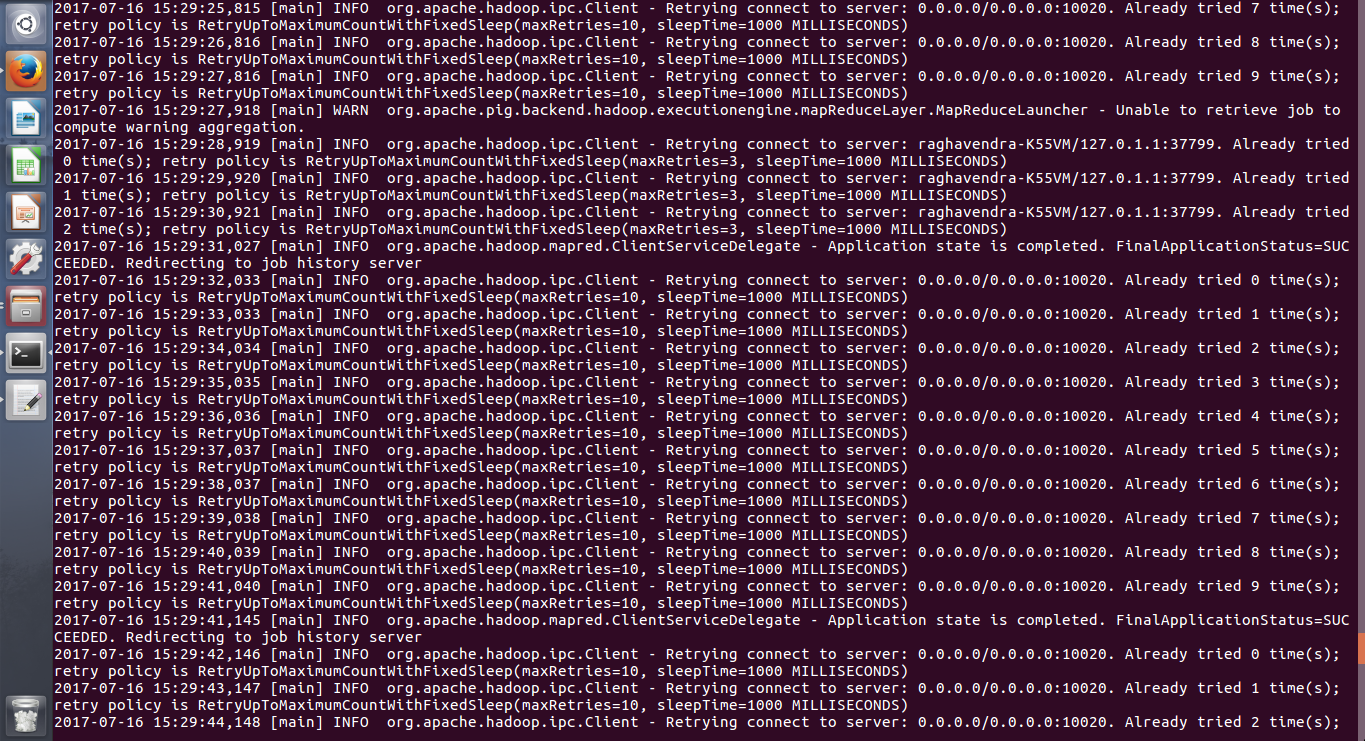 2017-07-16 15:29:25,815 [main] INFO  org.apache.hadoop.ipc.Client - Retrying connect to server: 0.0.0.0/0.0.0.0:10020. Already tried 7 time(s);
retry policy is RetryUpToMaximumCountWithFixedSleep(maxRetries=10, sleepTime=1000 MILLISECONDS)
2017-07-16 15:29:26,816 [main] INFO  org.apache.hadoop.ipc.Client - Retrying connect to server: 0.0.0.0/0.0.0.0:10020. Already tried 8 time(s);
retry policy is RetryUpToMaximumCountWithFixedSleep(maxRetries=10, sleepTime=1000 MILLISECONDS)
2017-07-16 15:29:27,816 [main] INFO  org.apache.hadoop.ipc.Client - Retrying connect to server: 0.0.0.0/0.0.0.0:10020. Already tried 9 time(s);
retry policy is RetryUpToMaximumCountWithFixedSleep(maxRetries=10, sleepTime=1000 MILLISECONDS)
2017-07-16 15:29:27,918 [main] WARN  org.apache.pig.backend.hadoop.executionengine.mapReduceLayer.MapReduceLauncher - Unable to retrieve job to
compute warning aggregation.
2017-07-16 15:29:28,919 [main] INFO  org.apache.hadoop.ipc.Client - Retrying connect to server: raghavendra-K55VM/127.0.1.1:37799. Already tried
 0 time(s); retry policy is RetryUpToMaximumCountWithFixedSleep(maxRetries=3, sleepTime=1000 MILLISECONDS)
2017-07-16 15:29:29,920 [main] INFO  org.apache.hadoop.ipc.Client - Retrying connect to server: raghavendra-K55VM/127.0.1.1:37799. Already tried
 1 time(s); retry policy is RetryUpToMaximumCountWithFixedSleep(maxRetries=3, sleepTime=1000 MILLISECONDS)
2017-07-16 15:29:30,921 [main] INFO  org.apache.hadoop.ipc.Client - Retrying connect to server: raghavendra-K55VM/127.0.1.1:37799. Already tried
 2 time(s); retry policy is RetryUpToMaximumCountWithFixedSleep(maxRetries=3, sleepTime=1000 MILLISECONDS)
2017-07-16 15:29:31,027 [main] INFO  org.apache.hadoop.mapred.ClientServiceDelegate - Application state is completed. FinalApplicationStatus=SUC
CEEDED. Redirecting to job history server
2017-07-16 15:29:32,033 [main] INFO  org.apache.hadoop.ipc.Client - Retrying connect to server: 0.0.0.0/0.0.0.0:10020. Already tried 0 time(s);
retry policy is RetryUpToMaximumCountWithFixedSleep(maxRetries=10, sleepTime=1000 MILLISECONDS)
2017-07-16 15:29:33,033 [main] INFO  org.apache.hadoop.ipc.Client - Retrying connect to server: 0.0.0.0/0.0.0.0:10020. Already tried 1 time(s);
retry policy is RetryUpToMaximumCountWithFixedSleep(maxRetries=10, sleepTime=1000 MILLISECONDS)
2017-07-16 15:29:34,034 [main] INFO  org.apache.hadoop.ipc.Client - Retrying connect to server: 0.0.0.0/0.0.0.0:10020. Already tried 2 time(s);
retry policy is RetryUpToMaximumCountWithFixedSleep(maxRetries=10, sleepTime=1000 MILLISECONDS)
2017-07-16 15:29:35,035 [main] INFO  org.apache.hadoop.ipc.Client - Retrying connect to server: 0.0.0.0/0.0.0.0:10020. Already tried 3 time(s);
retry policy is RetryUpToMaximumCountWithFixedSleep(maxRetries=10, sleepTime=1000 MILLISECONDS)
2017-07-16 15:29:36,036 [main] INFO  org.apache.hadoop.ipc.Client - Retrying connect to server: 0.0.0.0/0.0.0.0:10020. Already tried 4 time(s);
retry policy is RetryUpToMaximumCountWithFixedSleep(maxRetries=10, sleepTime=1000 MILLISECONDS)
2017-07-16 15:29:37,037 [main] INFO  org.apache.hadoop.ipc.Client - Retrying connect to server: 0.0.0.0/0.0.0.0:10020. Already tried 5 time(s);
retry policy is RetryUpToMaximumCountWithFixedSleep(maxRetries=10, sleepTime=1000 MILLISECONDS)
2017-07-16 15:29:38,037 [main] INFO  org.apache.hadoop.ipc.Client - Retrying connect to server: 0.0.0.0/0.0.0.0:10020. Already tried 6 time(s);
retry policy is RetryUpToMaximumCountWithFixedSleep(maxRetries=10, sleepTime=1000 MILLISECONDS)
2017-07-16 15:29:39,038 [main] INFO  org.apache.hadoop.ipc.Client - Retrying connect to server: 0.0.0.0/0.0.0.0:10020. Already tried 7 time(s);
retry policy is RetryUpToMaximumCountWithFixedSleep(maxRetries=10, sleepTime=1000 MILLISECONDS)
2017-07-16 15:29:40,039 [main] INFO  org.apache.hadoop.ipc.Client - Retrying connect to server: 0.0.0.0/0.0.0.0:10020. Already tried 8 time(s);
retry policy is RetryUpToMaximumCountWithFixedSleep(maxRetries=10, sleepTime=1000 MILLISECONDS)
2017-07-16 15:29:41,040 [main] INFO  org.apache.hadoop.ipc.Client - Retrying connect to server: 0.0.0.0/0.0.0.0:10020. Already tried 9 time(s);
retry policy is RetryUpToMaximumCountWithFixedSleep(maxRetries=10, sleepTime=1000 MILLISECONDS)
2017-07-16 15:29:41,145 [main] INFO  org.apache.hadoop.mapred.ClientServiceDelegate - Application state is completed. FinalApplicationStatus=SUC
CEEDED. Redirecting to job history server
2017-07-16 15:29:42,146 [main] INFO  org.apache.hadoop.ipc.Client - Retrying connect to server: 0.0.0.0/0.0.0.0:10020. Already tried 0 time(s);
retry policy is RetryUpToMaximumCountWithFixedSleep(maxRetries=10, sleepTime=1000 MILLISECONDS)
2017-07-16 15:29:43,147 [main] INFO  org.apache.hadoop.ipc.Client - Retrying connect to server: 0.0.0.0/0.0.0.0:10020. Already tried 1 time(s);
retry policy is RetryUpToMaximumCountWithFixedSleep(maxRetries=10, sleepTime=1000 MILLISECONDS)
2017-07-16 15:29:44,148 [main] INFO  org.apache.hadoop.ipc.Client - Retrying connect to server: 0.0.0.0/0.0.0.0:10020. Already tried 2 time(s);